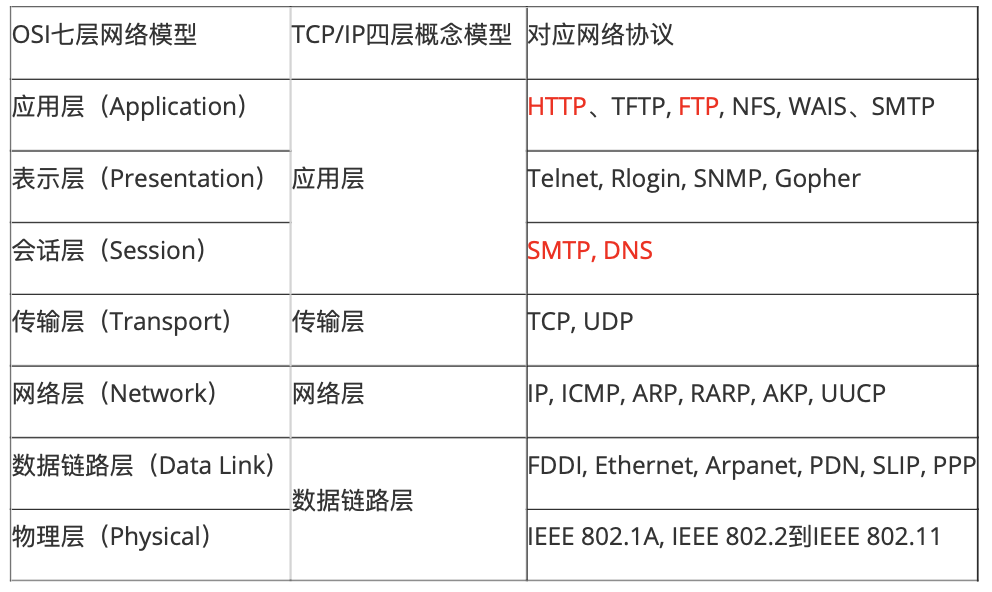 OSI七层网络模型 TCP/IP四层概念模型 对应网络协议
应用层（Application） HTTP、TFTP, FTP, NFS, WAIS、SMTP
表示层（Presentation） 应用层 Telnet, Rlogin, SNMP, Gopher
会话层（Session） SMTP, DNS
传输层（Transport） 传输层 TCP, UDP
网络层（Network） 网络层 IP, ICMP, ARP, RARP, AKP, UUCP
数据链路层（Data Link） FDDI, Ethernet, Arpanet, PDN, SLIP, PPP
数据链路层
物理层（Physical） IEEE 802.1A, IEEE 802.2到IEEE 802.11